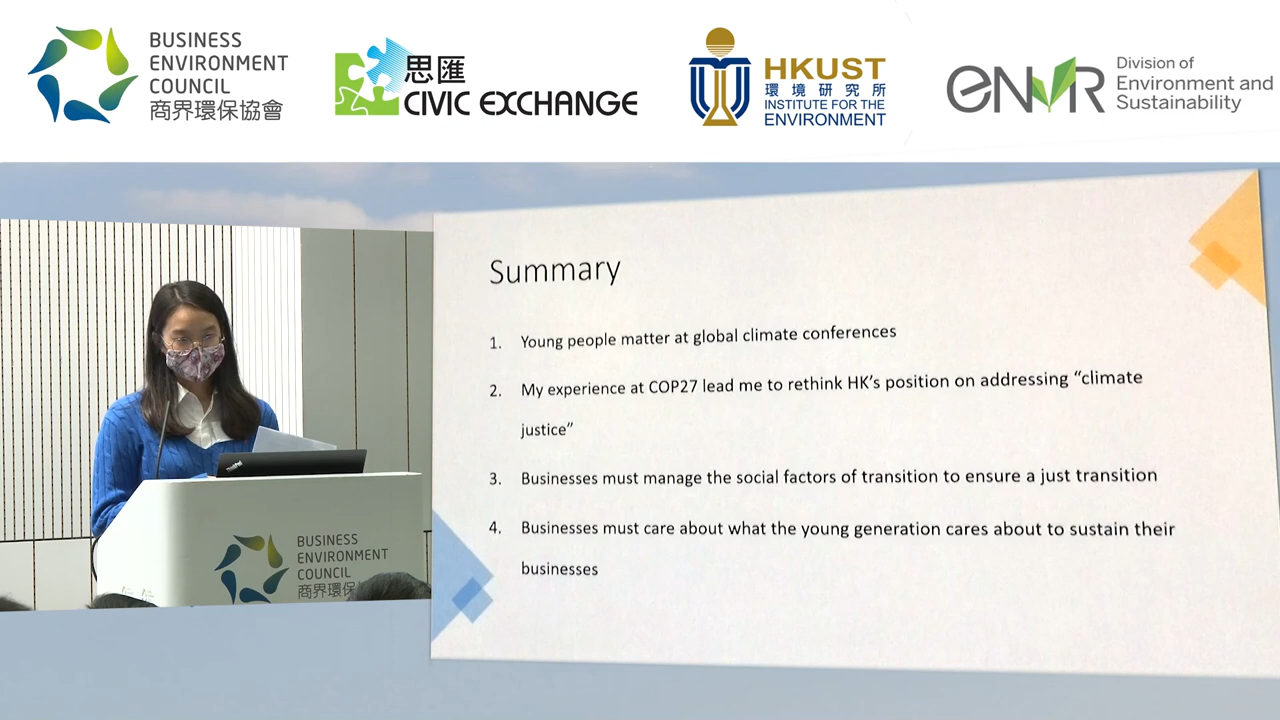 BUSINESS
ENVIRONMENT
COUNCIL
商界環保協會
思匯
CIVIC EXCHANGE
HKUST
環境研究所
INSTITUTE FOR THE
ENVIRONMENT
ENVR
Division of
Environment and
Sustainability
Summary
1. Young people matter at global climate conferences
2. My experience at COP27 lead me to rethink HK's position on addressing "climate
justice"
3. Businesses must manage the social factors of transition to ensure a just transition
4. Businesses must care about what the young generation cares about to sustain their
businesses
BUSINESS
ENVIRONMENT
COUNCIL
商界環保